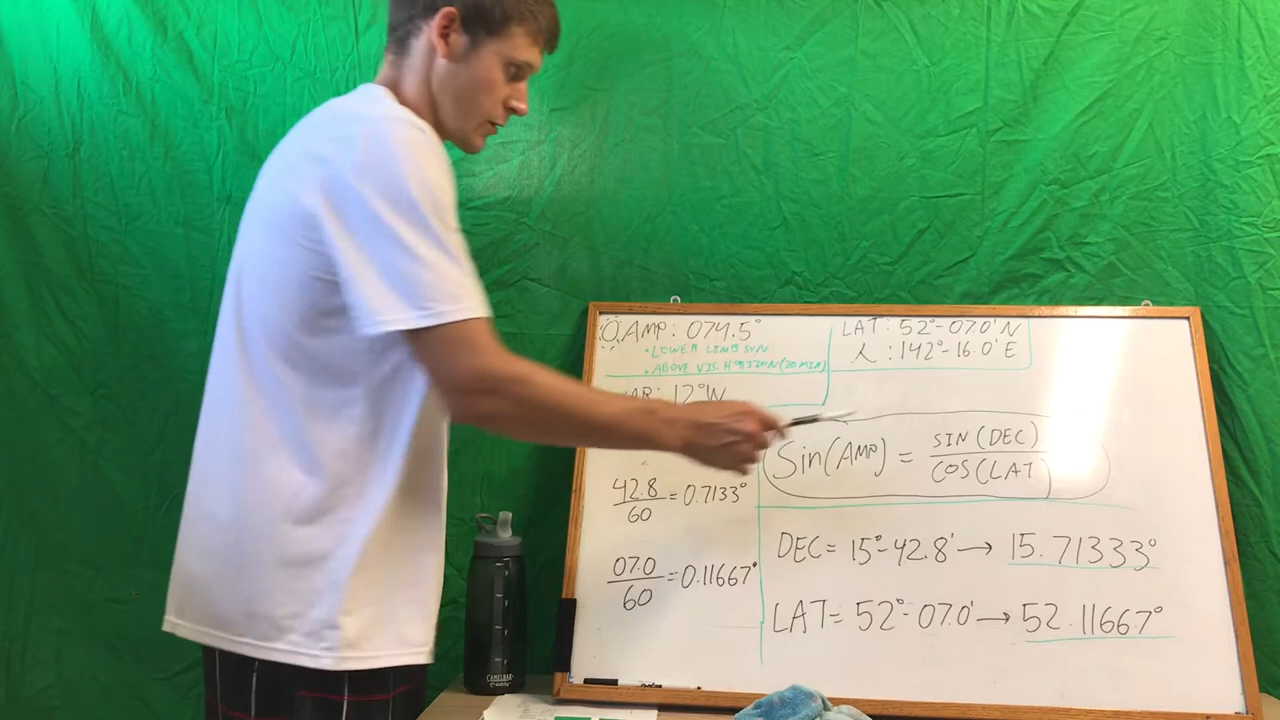 AMP: 074.5°
• LOWER LIMB SUN
• ABOVE VIS HORIZON (20 MIN)
12°W
LAT: 52°-07.0' N
λ: 142°-16.0' E
Sin(AMP) = SIN(DEC)
COS(LAT)
42.8
60
= 0.7133°
07.0
60
= 0.11667°
DEC = 15°-42.8' → 15.71333°
LAT = 52°-07.0' → 52.11667°
CAMELBAK